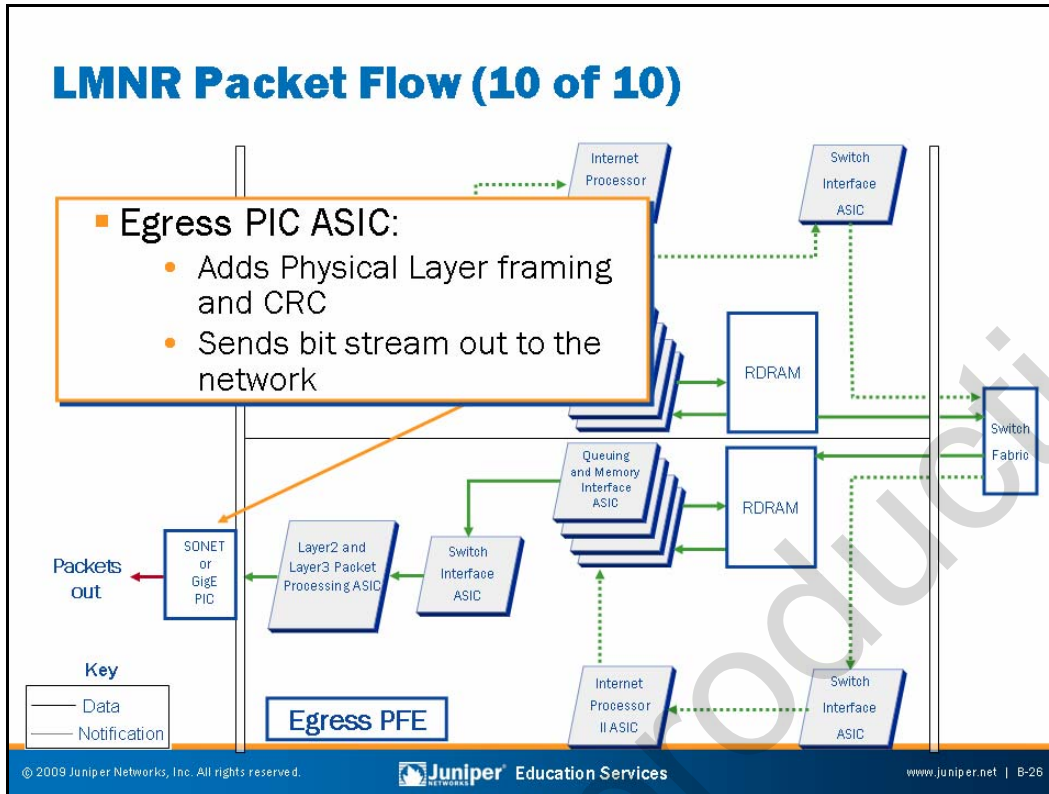 LMNR Packet Flow (10 of 10)
Internet
Processor
Switch
Interface
ASIC
Egress PIC ASIC:
Adds Physical Layer framing
and CRC
Sends bit stream out to the
network
RDRAM
Switch
Fabric
Queuing
and Memory
Interface
ASIC
RDRAM
Packets
out
SONET
or
GigE
PIC
Layer2 and
Layer3 Packet
Processing ASIC
Switch
Interface
ASIC
Key
Data
Notification
Egress PFE
Internet
Processor
II ASIC
Switch
Interface
ASIC
© 2009 Juniper Networks, Inc. All rights reserved.
Juniper Education Services
NETWORKS
www.juniper.net | B-26